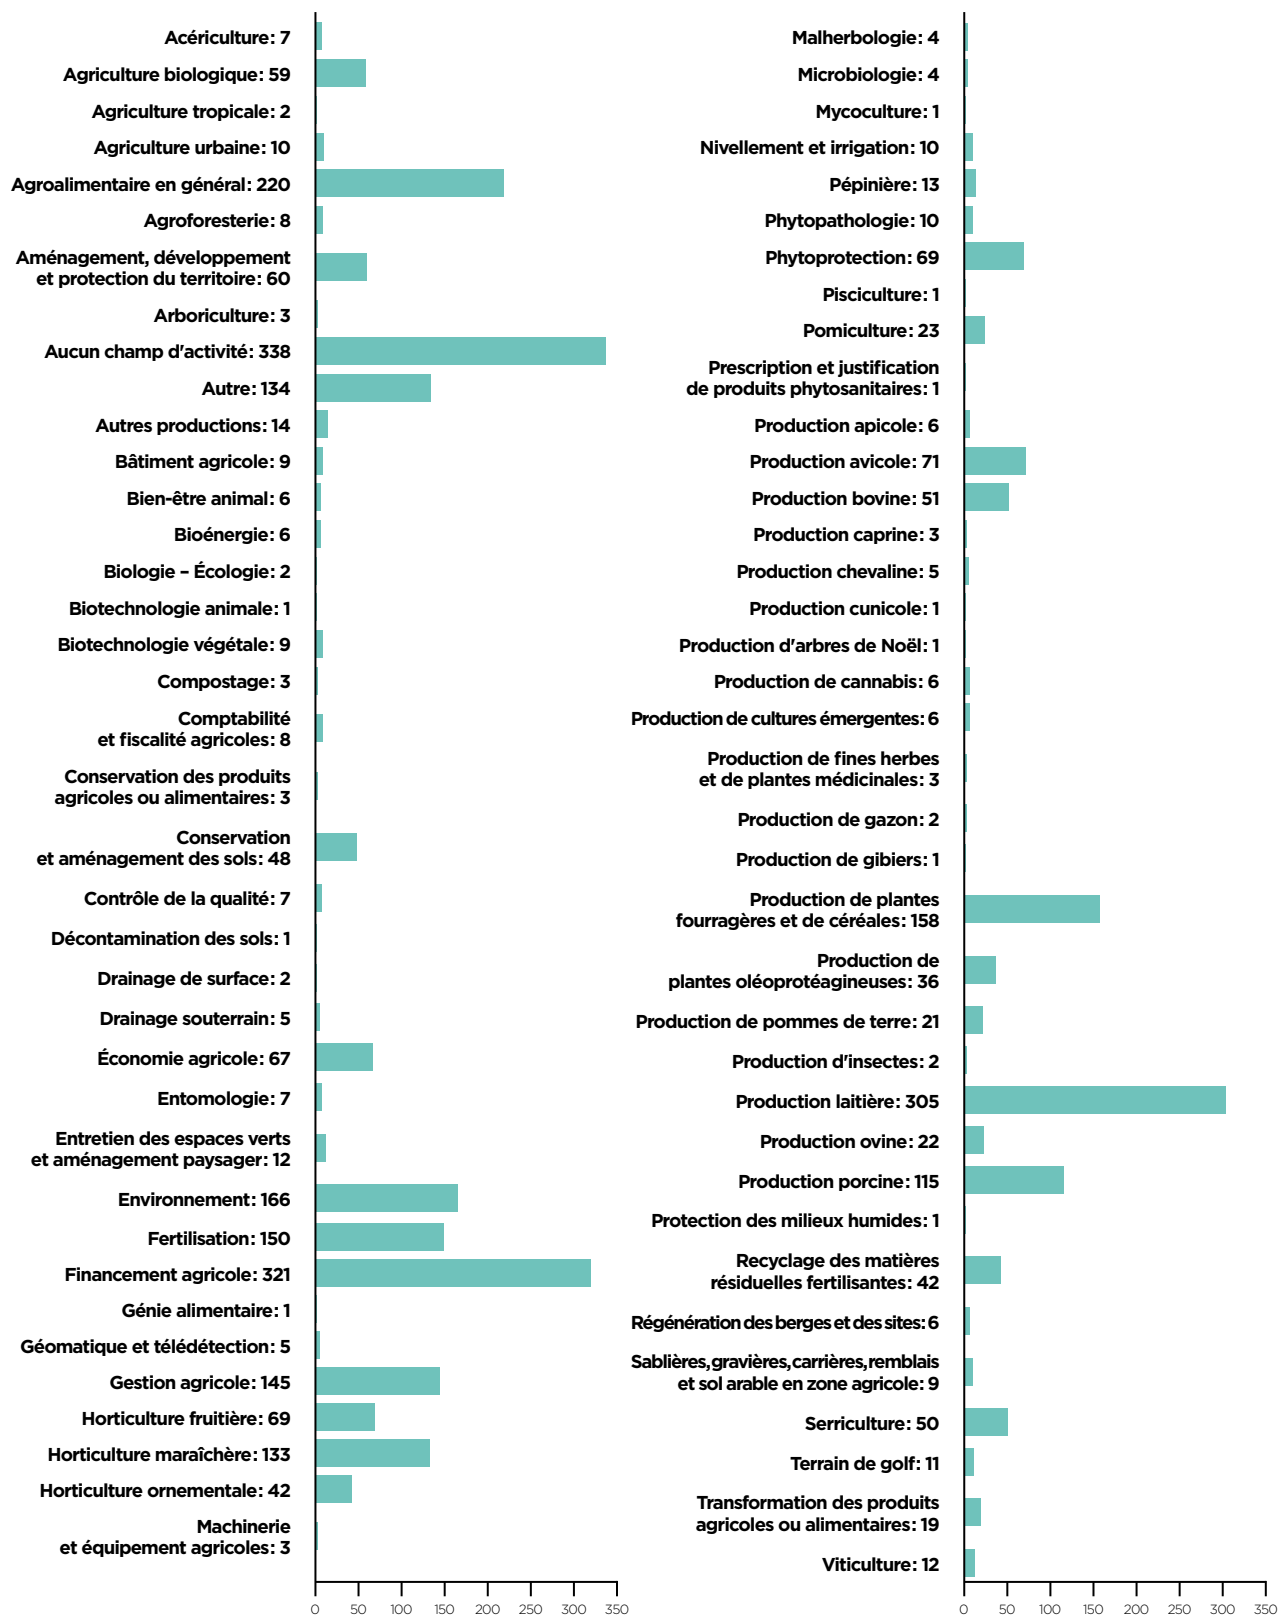 Acériculture: 7
Agriculture biologique: 59
Agriculture tropicale: 2
Agriculture urbaine: 10
Agroalimentaire en général: 220
Agroforesterie: 8
Aménagement, développement
et protection du territoire: 60
Arboriculture: 3
Aucun champ d'activité: 338
Autre: 134
Autres productions: 14
Bâtiment agricole: 9
Bien-être animal: 6
Bioénergie: 6
Biologie – Écologie: 2
Biotechnologie animale: 1
Biotechnologie végétale: 9
Compostage: 3
Comptabilité
et fiscalité agricoles: 8
Conservation des produits
agricoles ou alimentaires: 3
Conservation
et aménagement des sols: 48
Contrôle de la qualité: 7
Décontamination des sols: 1
Drainage de surface: 2
Drainage souterrain: 5
Économie agricole: 67
Entomologie: 7
Entretien des espaces verts
et aménagement paysager: 12
Environnement: 166
Fertilisation: 150
Financement agricole: 321
Génie alimentaire: 1
Géomatique et télédétection: 5
Gestion agricole: 145
Horticulture fruitière: 69
Horticulture maraîchère: 133
Horticulture ornementale: 42
Machinerie
et équipement agricoles: 3
0 50 100 150 200 250 300 350
Malherbologie: 4
Microbiologie: 4
Mycoculture: 1
Nivellement et irrigation: 10
Pépinière: 13
Phytopathologie: 10
Phytoprotection: 69
Pisciculture: 1
Pomiculture: 23
Prescription et justification
de produits phytosanitaires: 1
Production apicole: 6
Production avicole: 71
Production bovine: 51
Production caprine: 3
Production chevaline: 5
Production cunicole: 1
Production d'arbres de Noël: 1
Production de cannabis: 6
Production de cultures émergentes: 6
Production de fines herbes
et de plantes médicinales: 3
Production de gazon: 2
Production de gibiers: 1
Production de plantes
fourragères et de céréales: 158
Production de
plantes oléoprotéagineuses: 36
Production de pommes de terre: 21
Production d'insectes: 2
Production laitière: 305
Production ovine: 22
Production porcine: 115
Protection des milieux humides: 1
Recyclage des matières
résiduelles fertilisantes: 42
Régénération des berges et des sites: 6
Sablières, gravières, carrières, remblais
et sol arable en zone agricole: 9
Serriculture: 50
Terrain de golf: 11
Transformation des produits
agricoles ou alimentaires: 19
Viticulture: 12
0 50 100 150 200 250 300 350